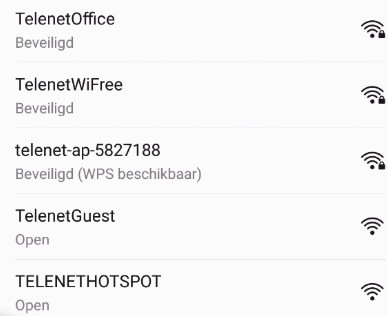 TelenetOffice
Beveiligd
TelenetWiFree
Beveiligd
telenet-ap-5827188
Beveiligd (WPS beschikbaar)
TelenetGuest
Open
TELENETHOTSPOT
Open